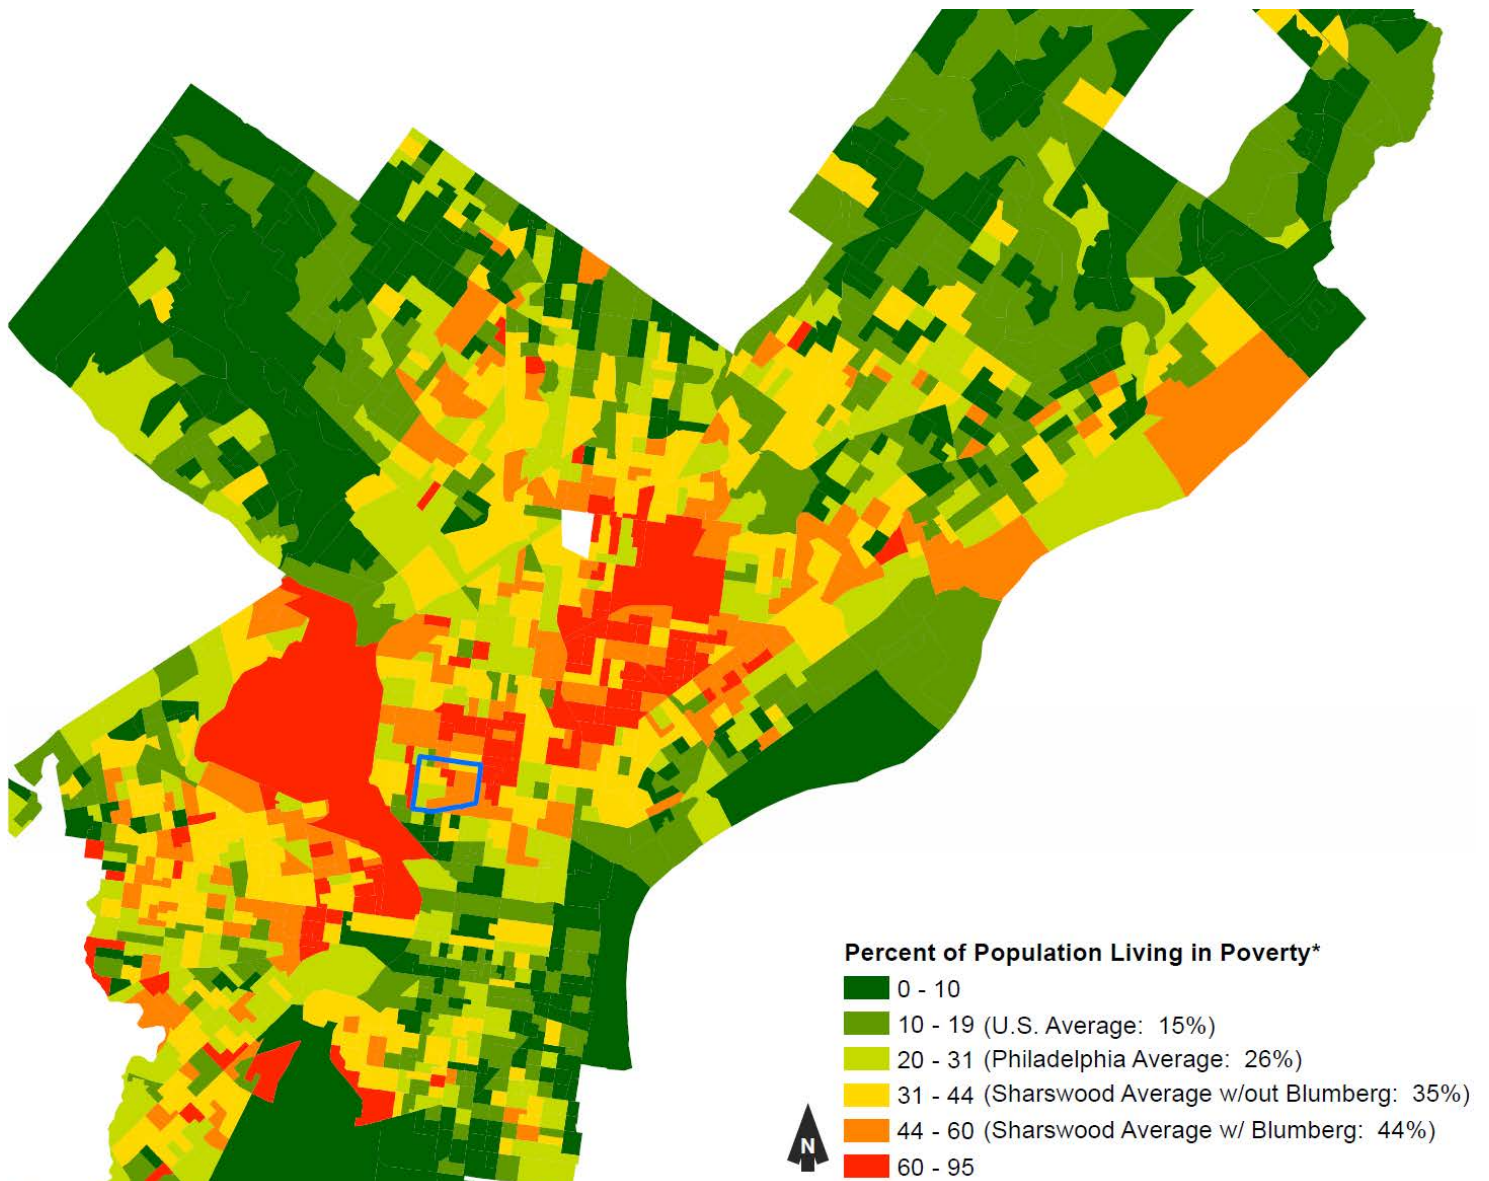 Percent of Population Living in Poverty*
0 - 10
10 - 19 (U.S. Average: 15%)
20 - 31 (Philadelphia Average: 26%)
31 - 44 (Sharswood Average w/out Blumberg: 35%)
44 - 60 (Sharswood Average w/ Blumberg: 44%)
60 - 95
N